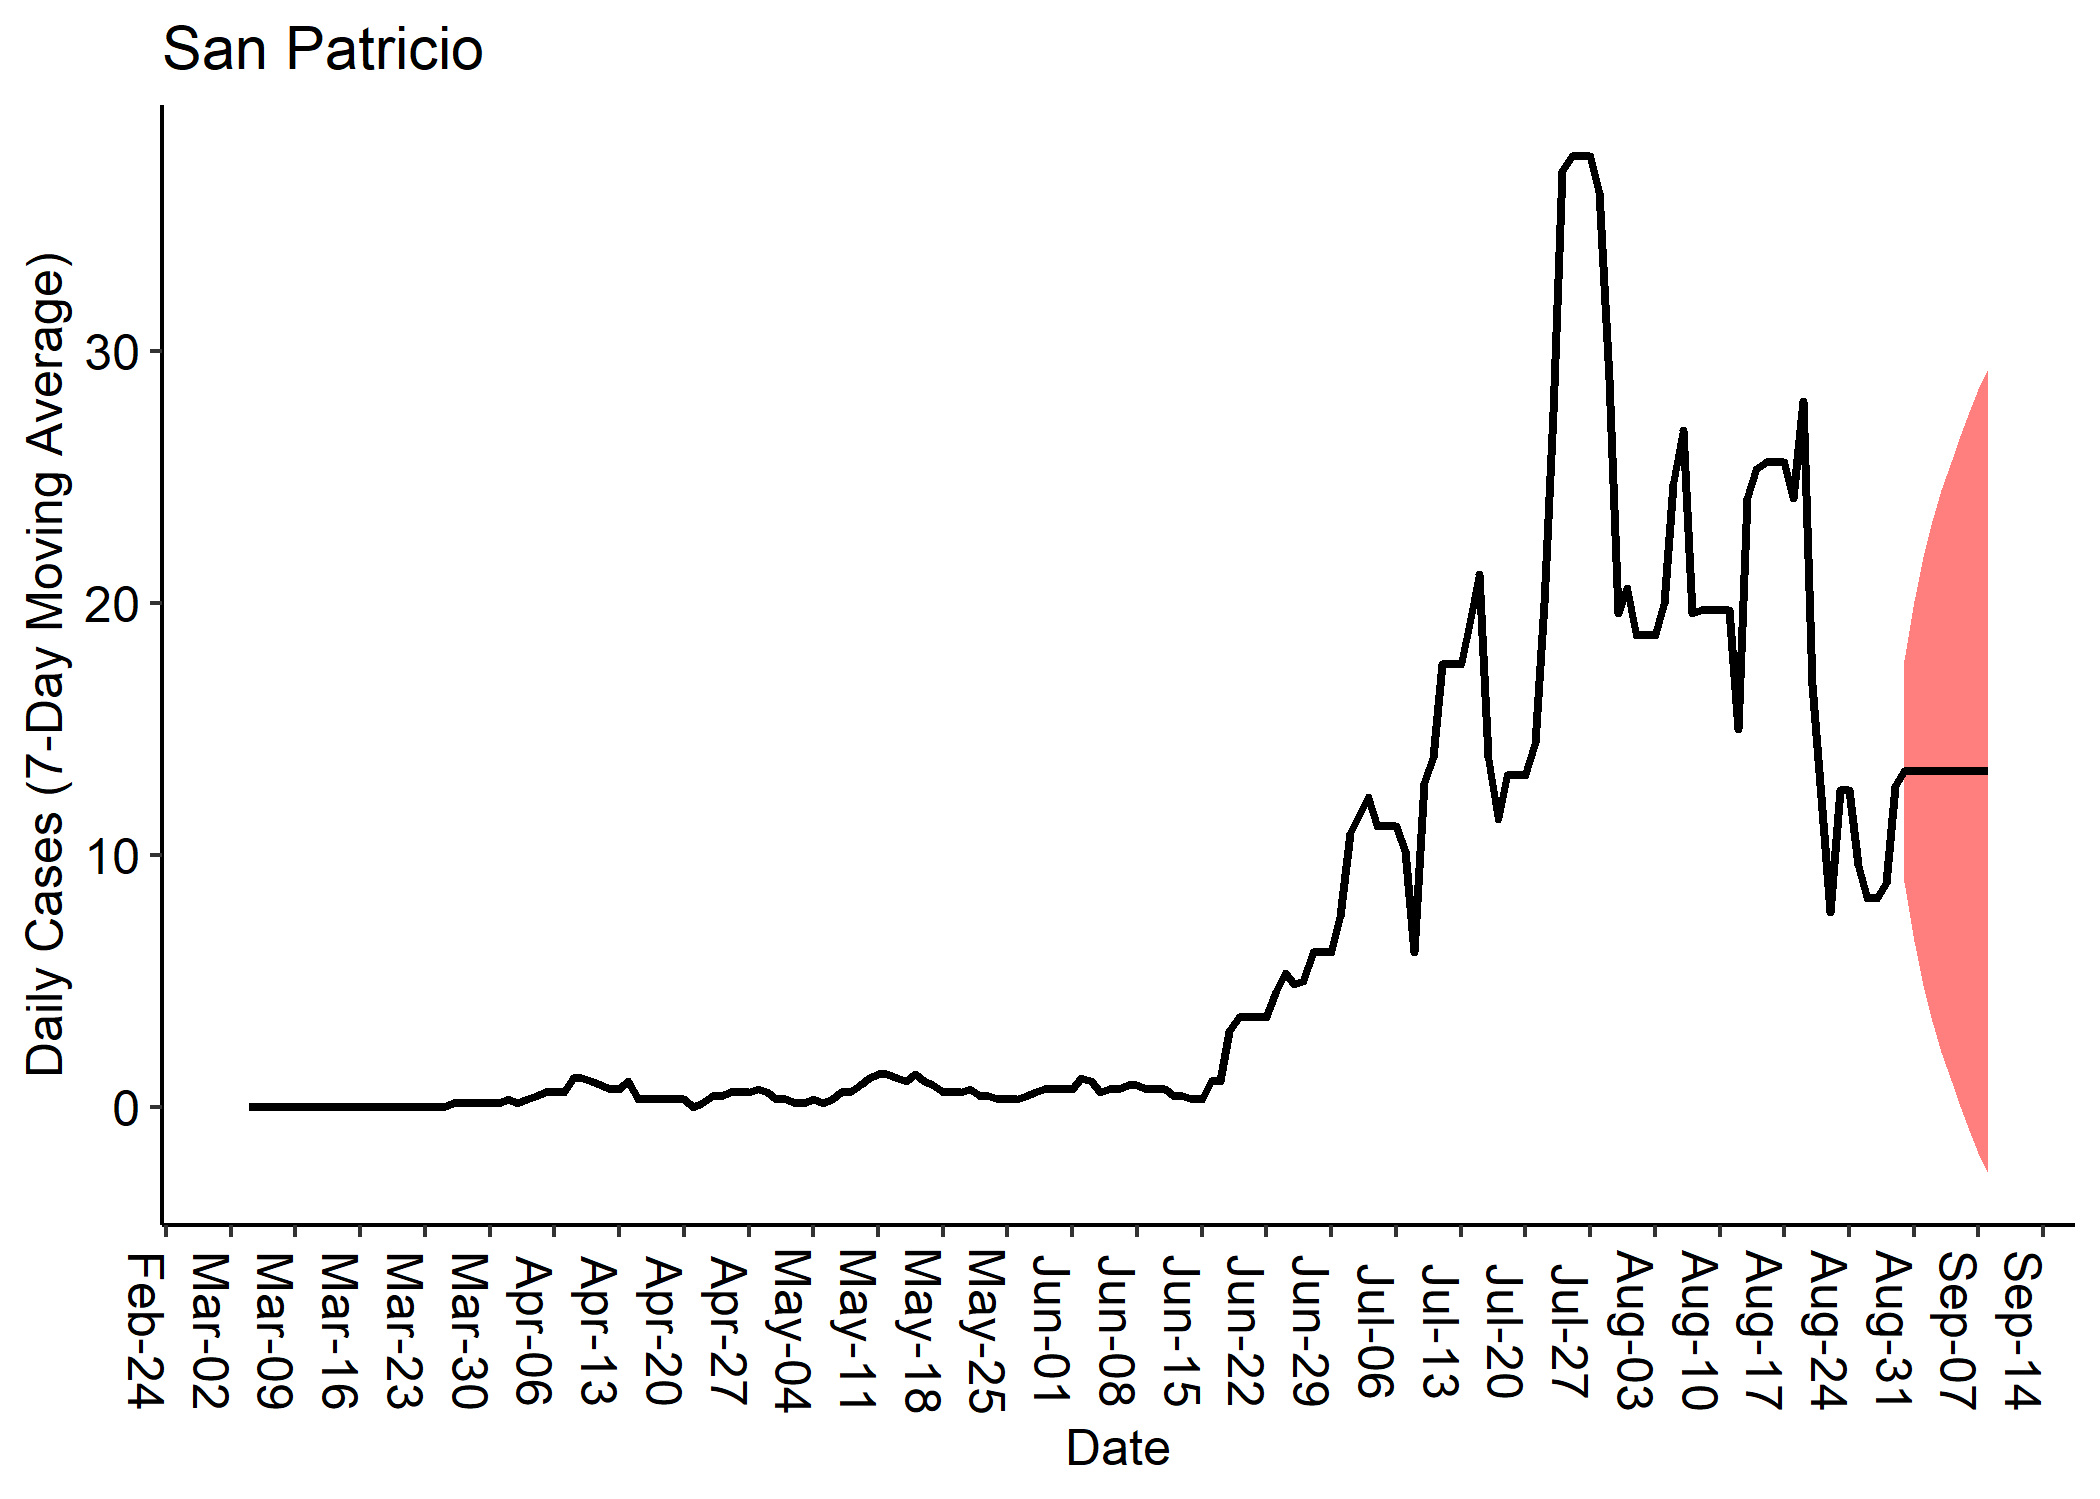 San Patricio
Daily Cases (7-Day Moving Average)
30
20
10
0
Feb-24
Mar-02
Mar-09
Mar-16
Mar-23
Mar-30
Apr-06
Apr-13
Apr-20
Apr-27
May-04
May-11
May-18
May-25
Jun-01
Jun-08
Jun-15
Jun-22
Jun-29
Jul-06
Jul-13
Jul-20
Jul-27
Aug-03
Aug-10
Aug-17
Aug-24
Aug-31
Sep-07
Sep-14
Date